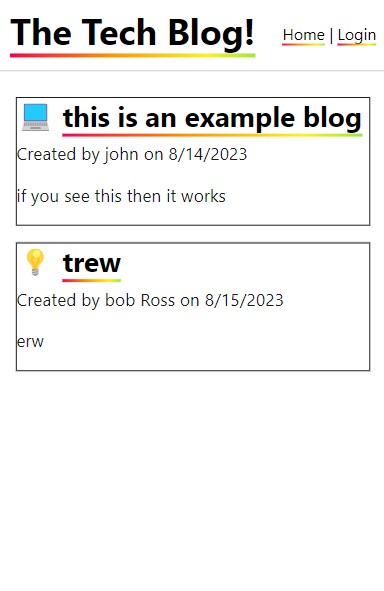 The Tech Blog!
Home | Login
this is an example blog
Created by john on 8/14/2023
if you see this then it works
trew
Created by bob Ross on 8/15/2023
erw